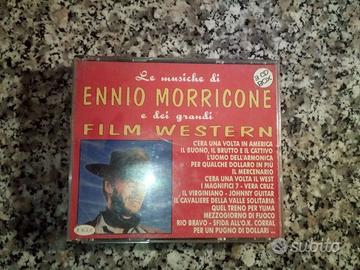 Le musiche di
3 CD
BOX
ENNIO MORRICONE
e dei grandi
FILM WESTERN
C'ERA UNA VOLTA IN AMERICA
IL BUONO, IL BRUTTO E IL CATTIVO
L'UOMO DELL'ARMONICA
PER QUALCHE DOLLARO IN PIÙ
IL MERCENARIO
C'ERA UNA VOLTA IL WEST
I MAGNIFICI 7 - VERA CRUZ
IL VIRGINIANO - JOHNNY GUITAR
IL CAVALIERE DELLA VALLE SOLITARIA
QUEL TRENO PER YUMA
MEZZOGIORNO DI FUOCO
RIO BRAVO - SFIDA ALL'O.K. CORRAL
PER UN PUGNO DI DOLLARI ...
subito